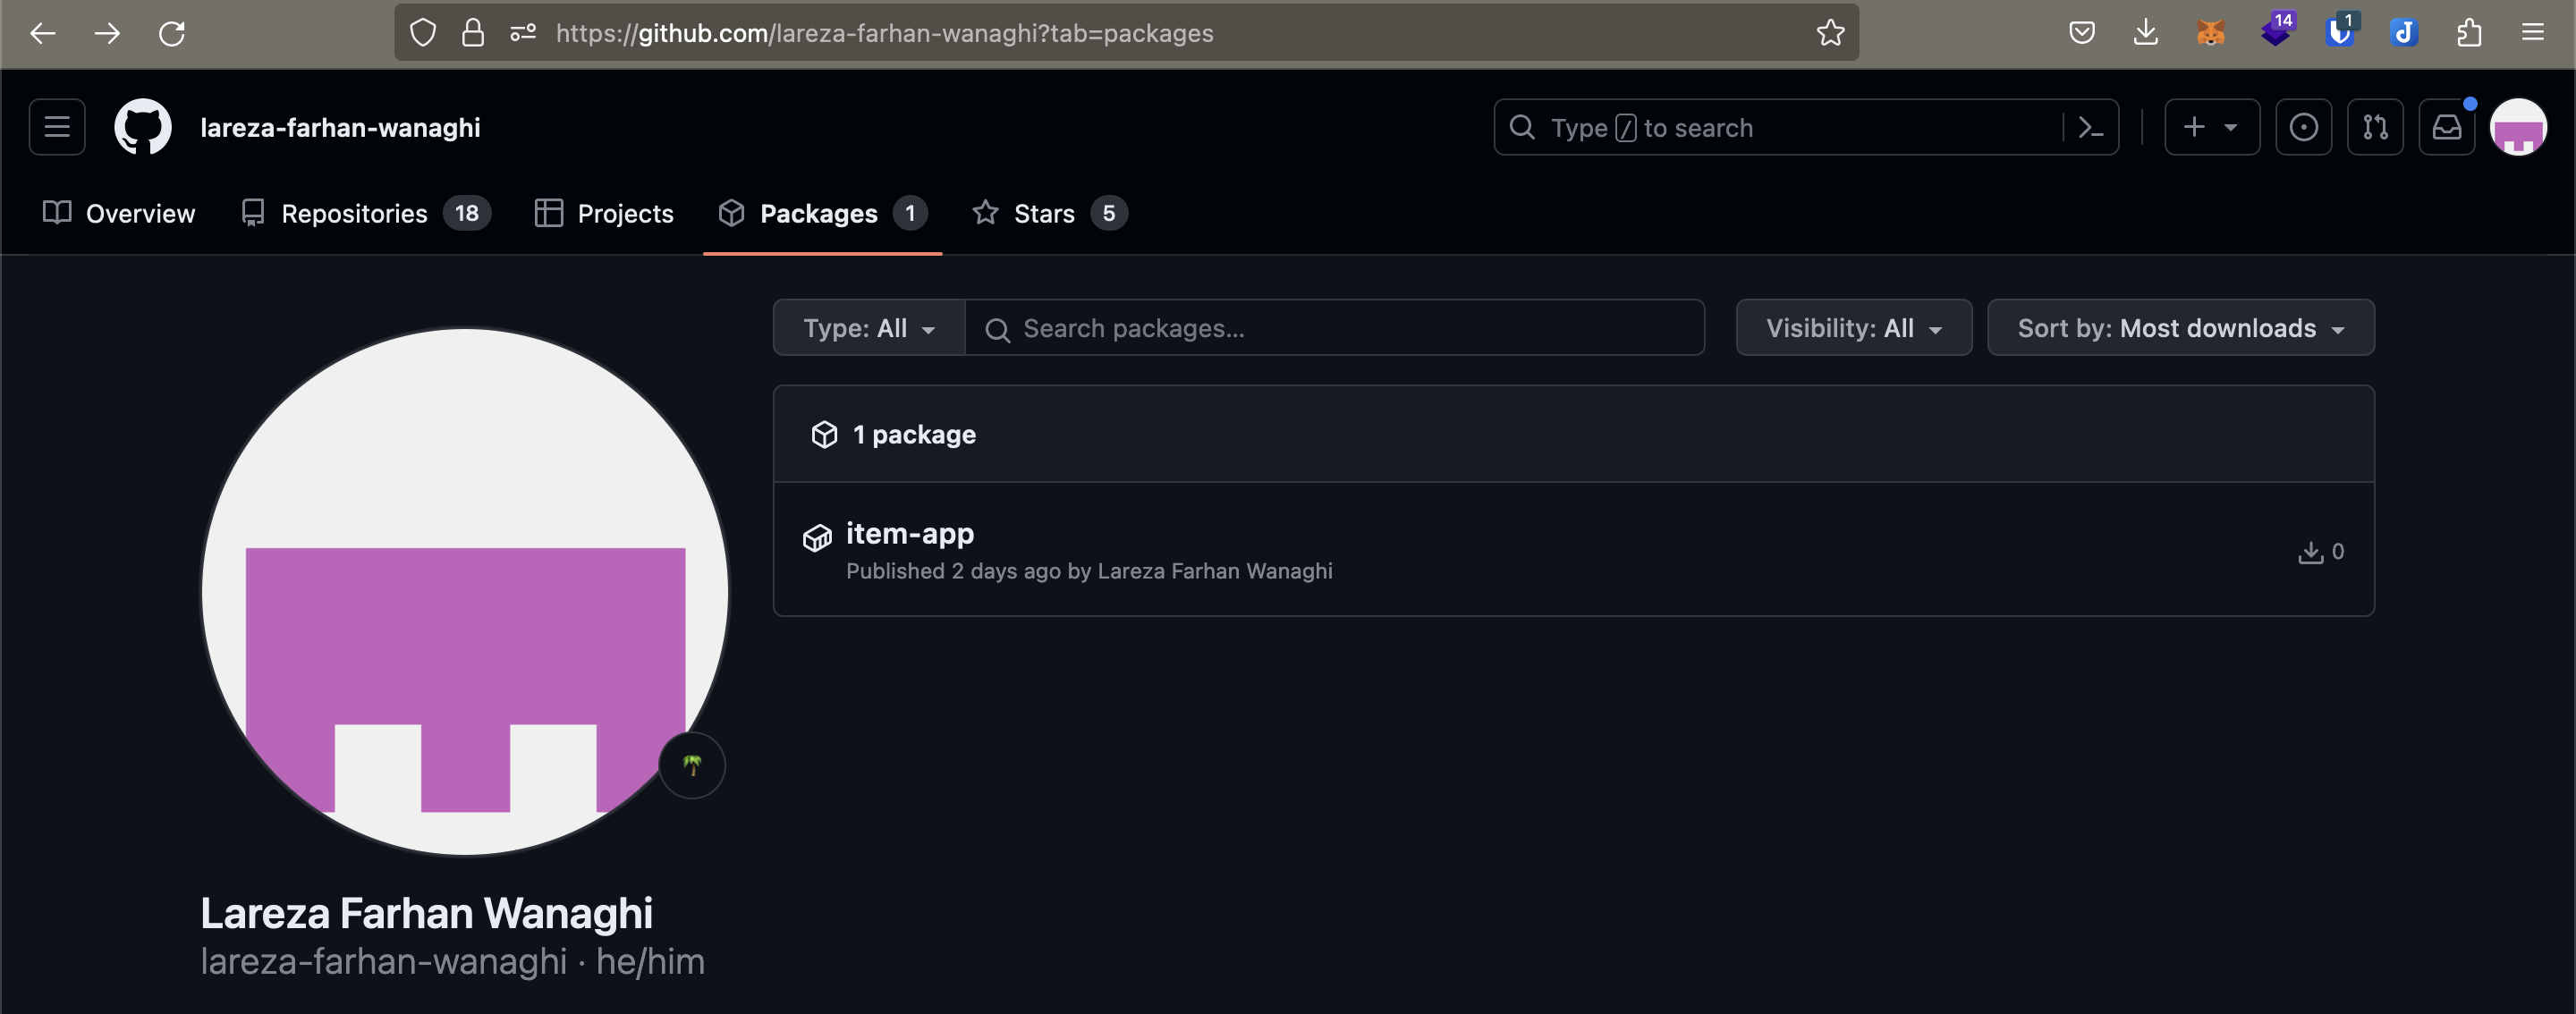 https://github.com/lareza-farhan-wanaghi?tab=packages
14
1
lareza-farhan-wanaghi
Type / to search
Overview
Repositories 18
Projects
Packages 1
Stars 5
Type: All
Search packages...
Visibility: All
Sort by: Most downloads
1 package
item-app
0
Published 2 days ago by Lareza Farhan Wanaghi
Lareza Farhan Wanaghi
lareza-farhan-wanaghi · he/him